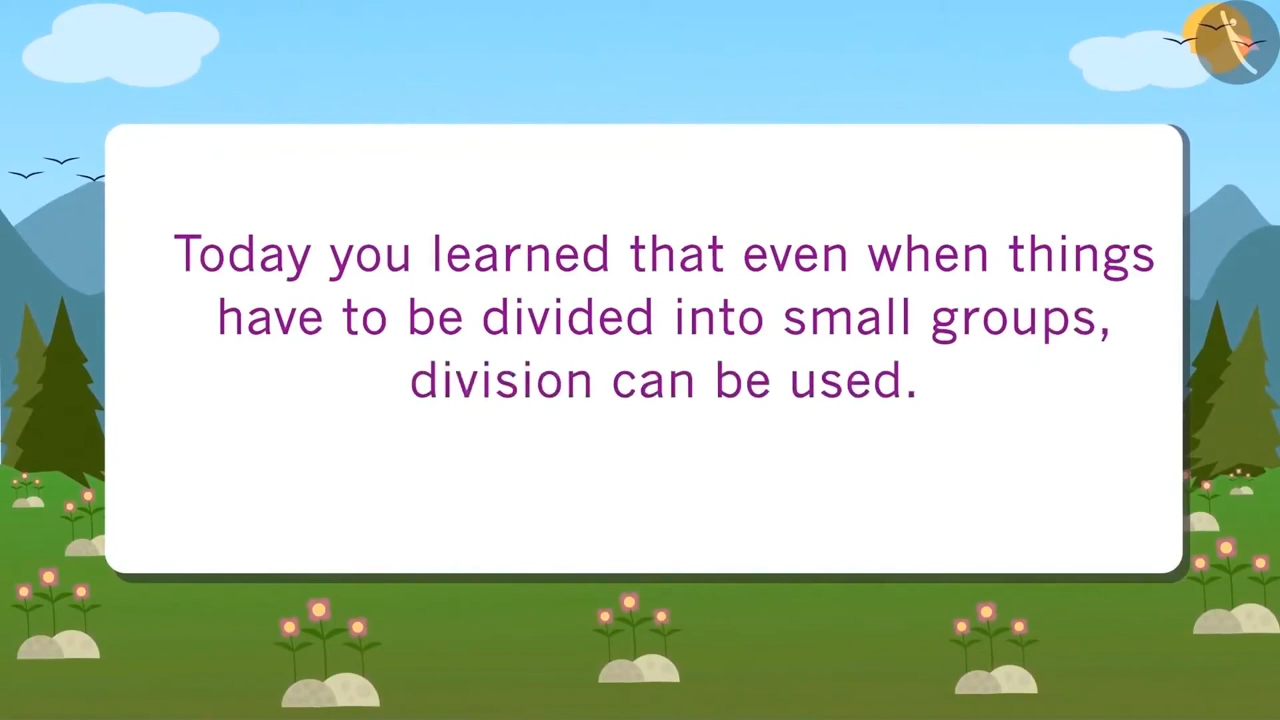 Today you learned that even when things
have to be divided into small groups,
division can be used.